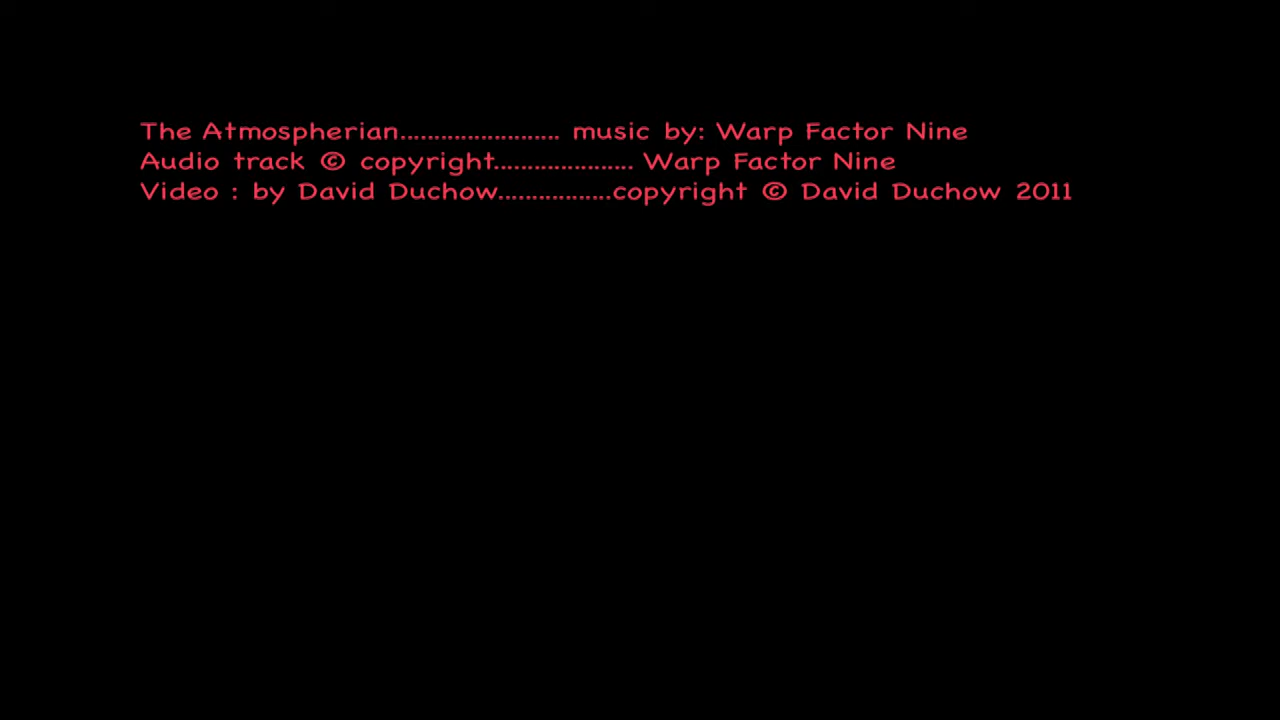 The Atmospherian........................ music by: Warp Factor Nine
Audio track © copyright..................... Warp Factor Nine
Video : by David Duchow.................copyright © David Duchow 2011